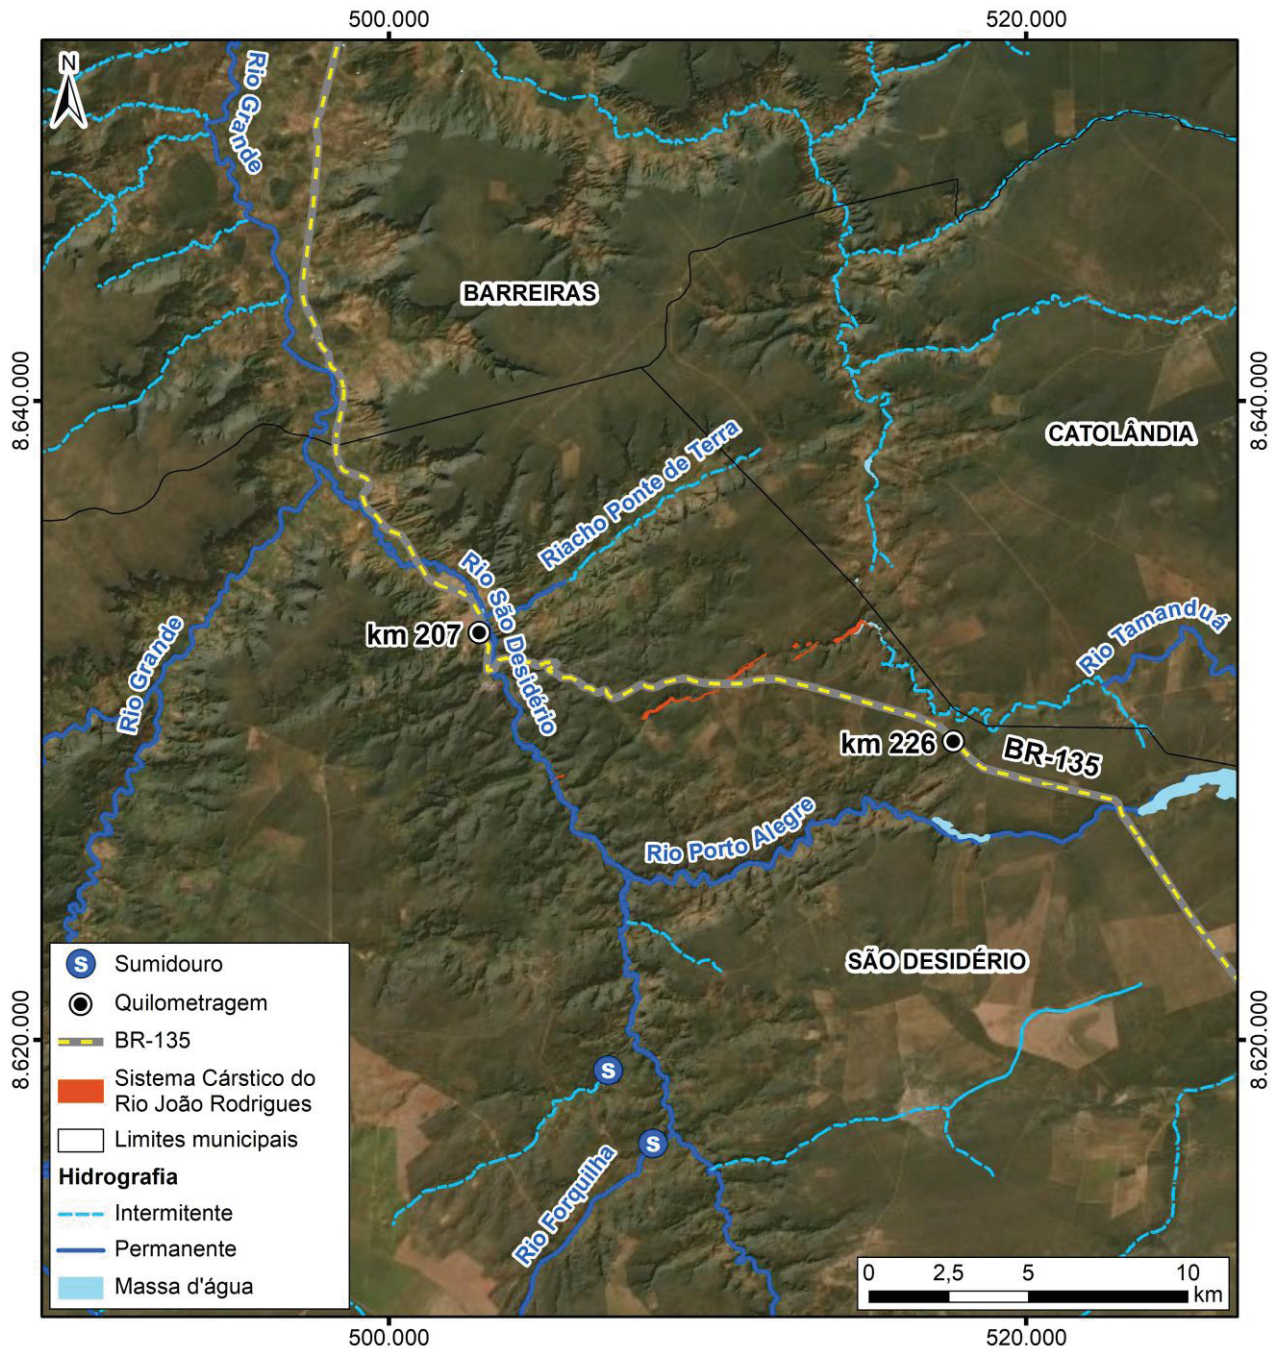 500.000
520.000
N
Rio Grande
BARREIRAS
8.640.000
8.640.000
CATOLÂNDIA
Riacho Ponte de Terra
Rio São Desidério
km 207
Rio Tamanduá
Rio Grande
km 226
BR-135
Rio Porto Alegre
SÃO DESIDÉRIO
8.620.000
8.620.000
S
S
Rio Forquilha
S Sumidouro
Quilometragem
BR-135
Sistema Cárstico do
Rio João Rodrigues
Limites municipais
Hidrografia
Intermitente
Permanente
Massa d'água
0 2,5 5 10
km
500.000
520.000